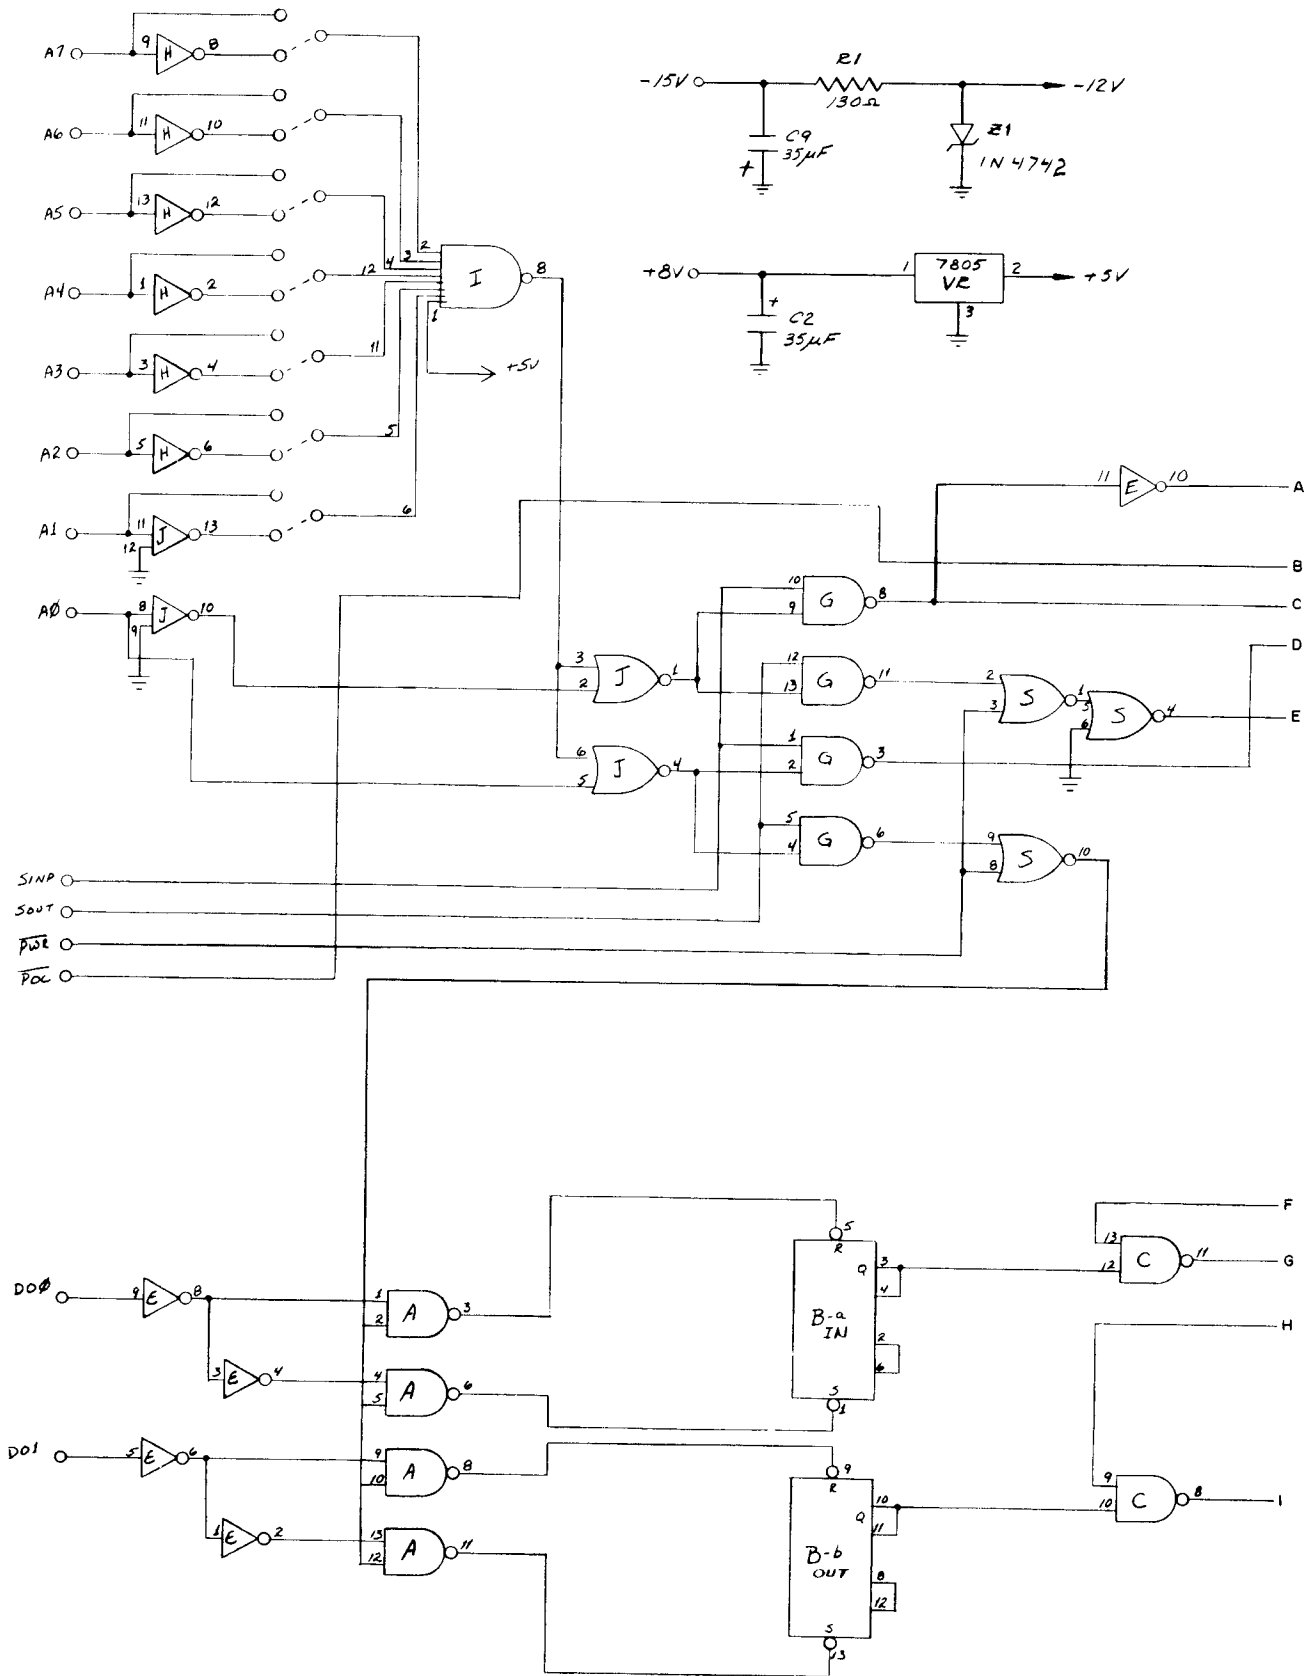 A7
9 H 8
A6
11 H 10
A5
13 H 12
A4
1 H 2
A3
3 H 4
A2
5 H 6
A1
11 J 13
12
AØ
8 J 10
9
2
3
4
12
11
5
6
1
I 8
+5V
-15V
R1
130Ω
-12V
C9
35µF
+
Z1
1N4742
+8V
1 7805 2
VR
3
+5V
+
C2
35µF
11 E 10
A
B
C
D
E
10
9 G 8
12
13 G 11
1
2 G 3
5
4 G 6
3
2 J 1
6
5 J 4
2
3 S 1
5
6 S 4
9
8 S 10
SINP
SOUT
PWR
POC
DOØ
9 E 8
3 E 4
DO1
5 E 6
1 E 2
1
2 A 3
4
5 A 6
9
10 A 8
13
12 A 11
5
R
Q 3
4
B-a
IN
2
6
S
1
9
R
10
Q
11
B-b
OUT
8
12
S
13
F
13
12 C 11
G
H
9
10 C 8
I